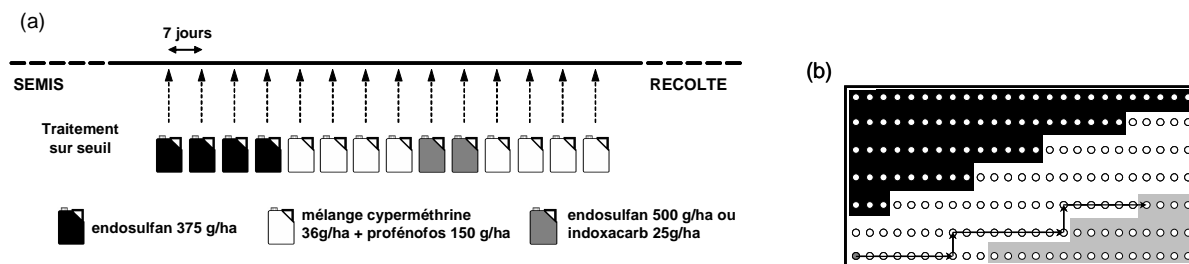 (a)
7 jours
SEMIS
RECOLTE
Traitement
sur seuil
endosulfan 375 g/ha
mélange cyperméthrine
36g/ha + profénofos 150 g/ha
endosulfan 500 g/ha ou
indoxacarb 25g/ha
(b)